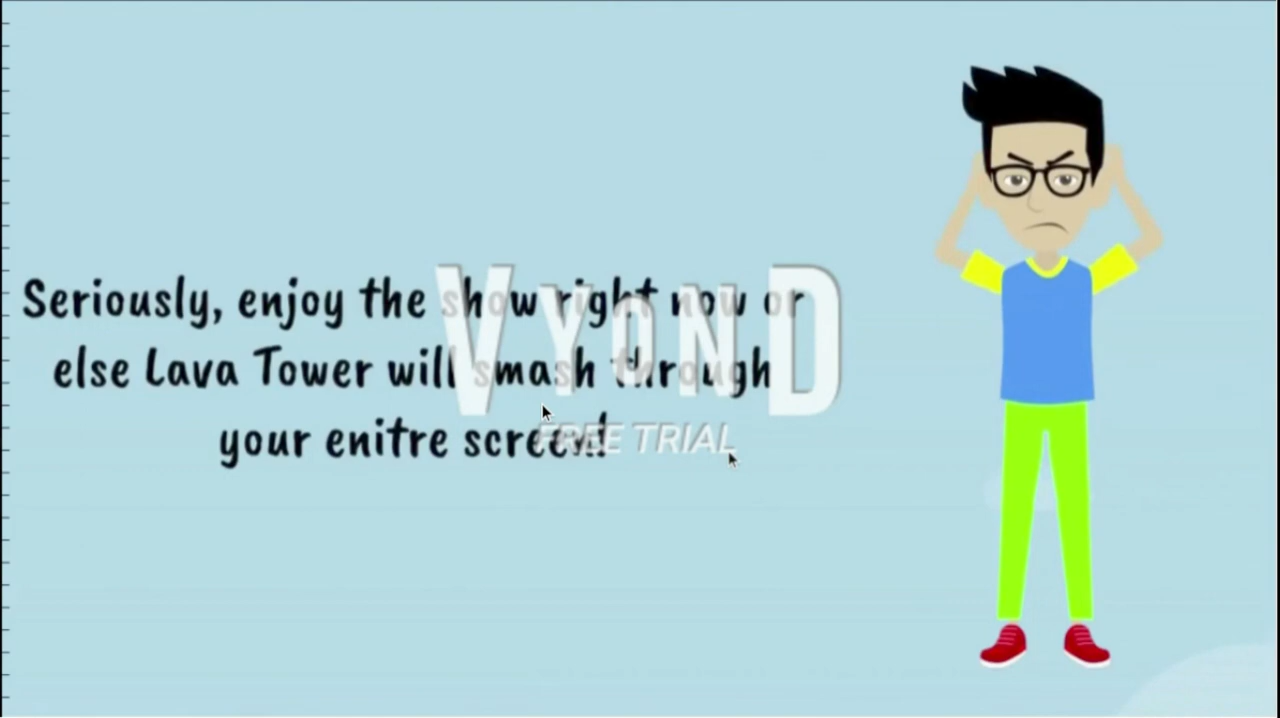 Seriously, enjoy the show right now or
else Lava Tower will smash through
your enitre screen!
VYOND
FREE TRIAL